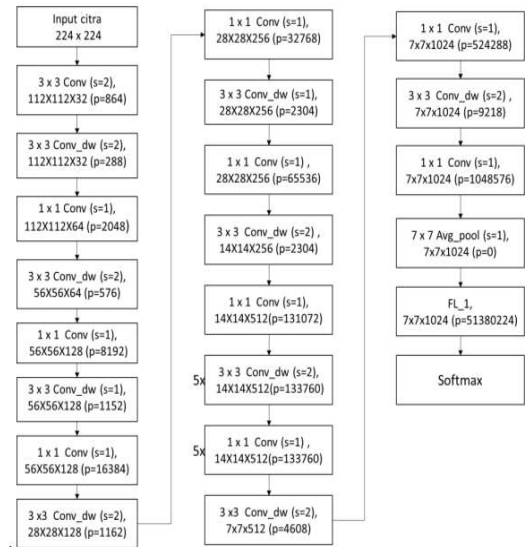 Input citra
224 x 224
3 x 3 Conv (s=2),
112X112X32 (p=864)
3 x 3 Conv_dw (s=2),
112X112X32 (p=288)
1 x 1 Conv (s=1),
112X112X64 (p=2048)
3 x 3 Conv_dw (s=2),
56X56X64 (p=576)
1 x 1 Conv (s=1),
56X56X128 (p=8192)
3 x 3 Conv_dw (s=1),
56X56X128 (p=1152)
1 x 1 Conv (s=1),
56X56X128 (p=16384)
3 x3 Conv_dw (s=2),
28X28X128 (p=1162)
1 x 1 Conv (s=1),
28X28X256 (p=32768)
3 x 3 Conv_dw (s=1),
28X28X256 (p=2304)
1 x 1 Conv (s=1) ,
28X28X256 (p=65536)
3 x 3 Conv_dw (s=2) ,
14X14X256 (p=2304)
1 x 1 Conv (s=1),
14X14X512 (p=131072)
5x
3 x 3 Conv_dw (s=2),
14X14X512 (p=133760)
5x
1 x 1 Conv (s=1) ,
14X14X512(p=133760)
3 x3 Conv_dw (s=2),
7x7x512 (p=4608)
1 x 1 Conv (s=1),
7x7x1024 (p=524288)
3 x 3 Conv_dw (s=2) ,
7x7x1024 (p=9218)
1 x 1 Conv (s=1),
7x7x1024 (p=1048576)
7 x 7 Avg_pool (s=1),
7x7x1024 (p=0)
FL_1,
7x7x1024 (p=51380224)
Softmax